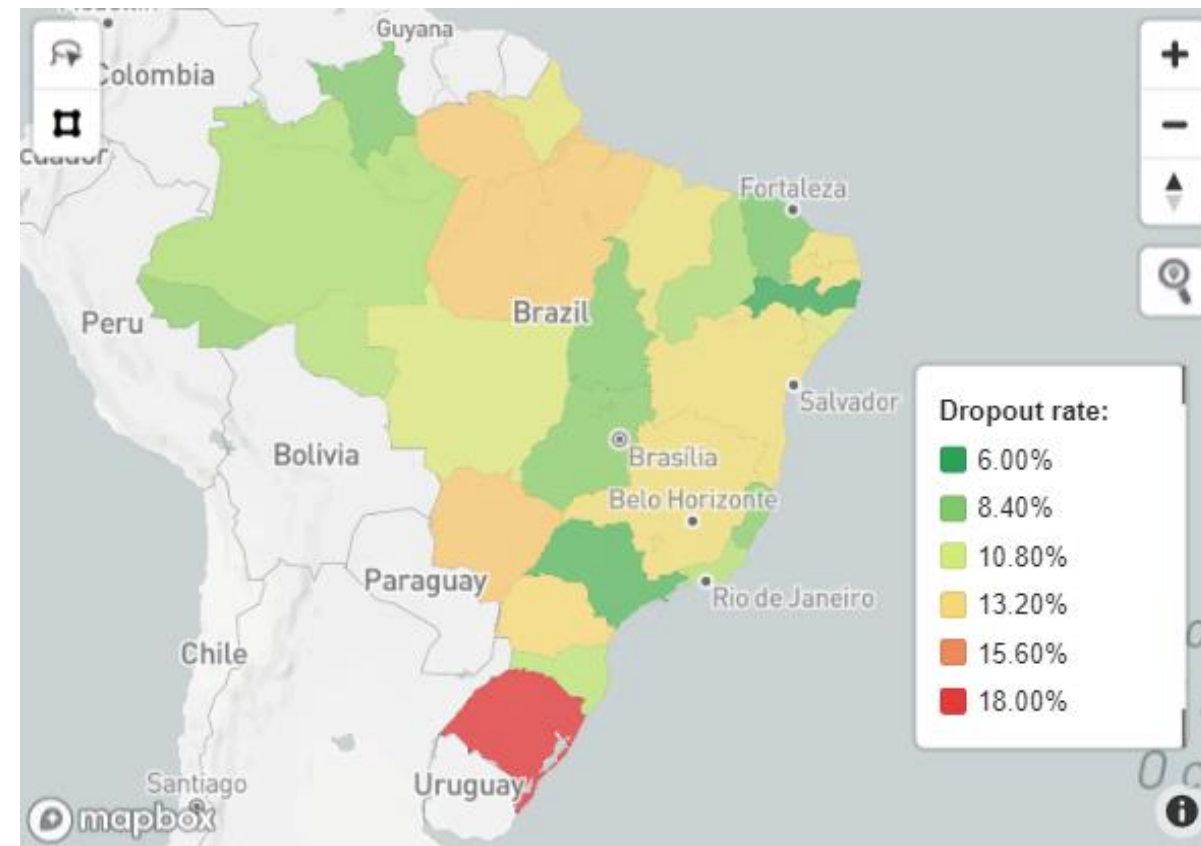 Guyana
Colombia
Fortaleza
Peru
Brazil
Salvador
Bolivia
Brasília
Belo Horizonte
Paraguay
Rio de Janeiro
Chile
Santiago
Uruguay
mapbox
Dropout rate:
6.00%
8.40%
10.80%
13.20%
15.60%
18.00%